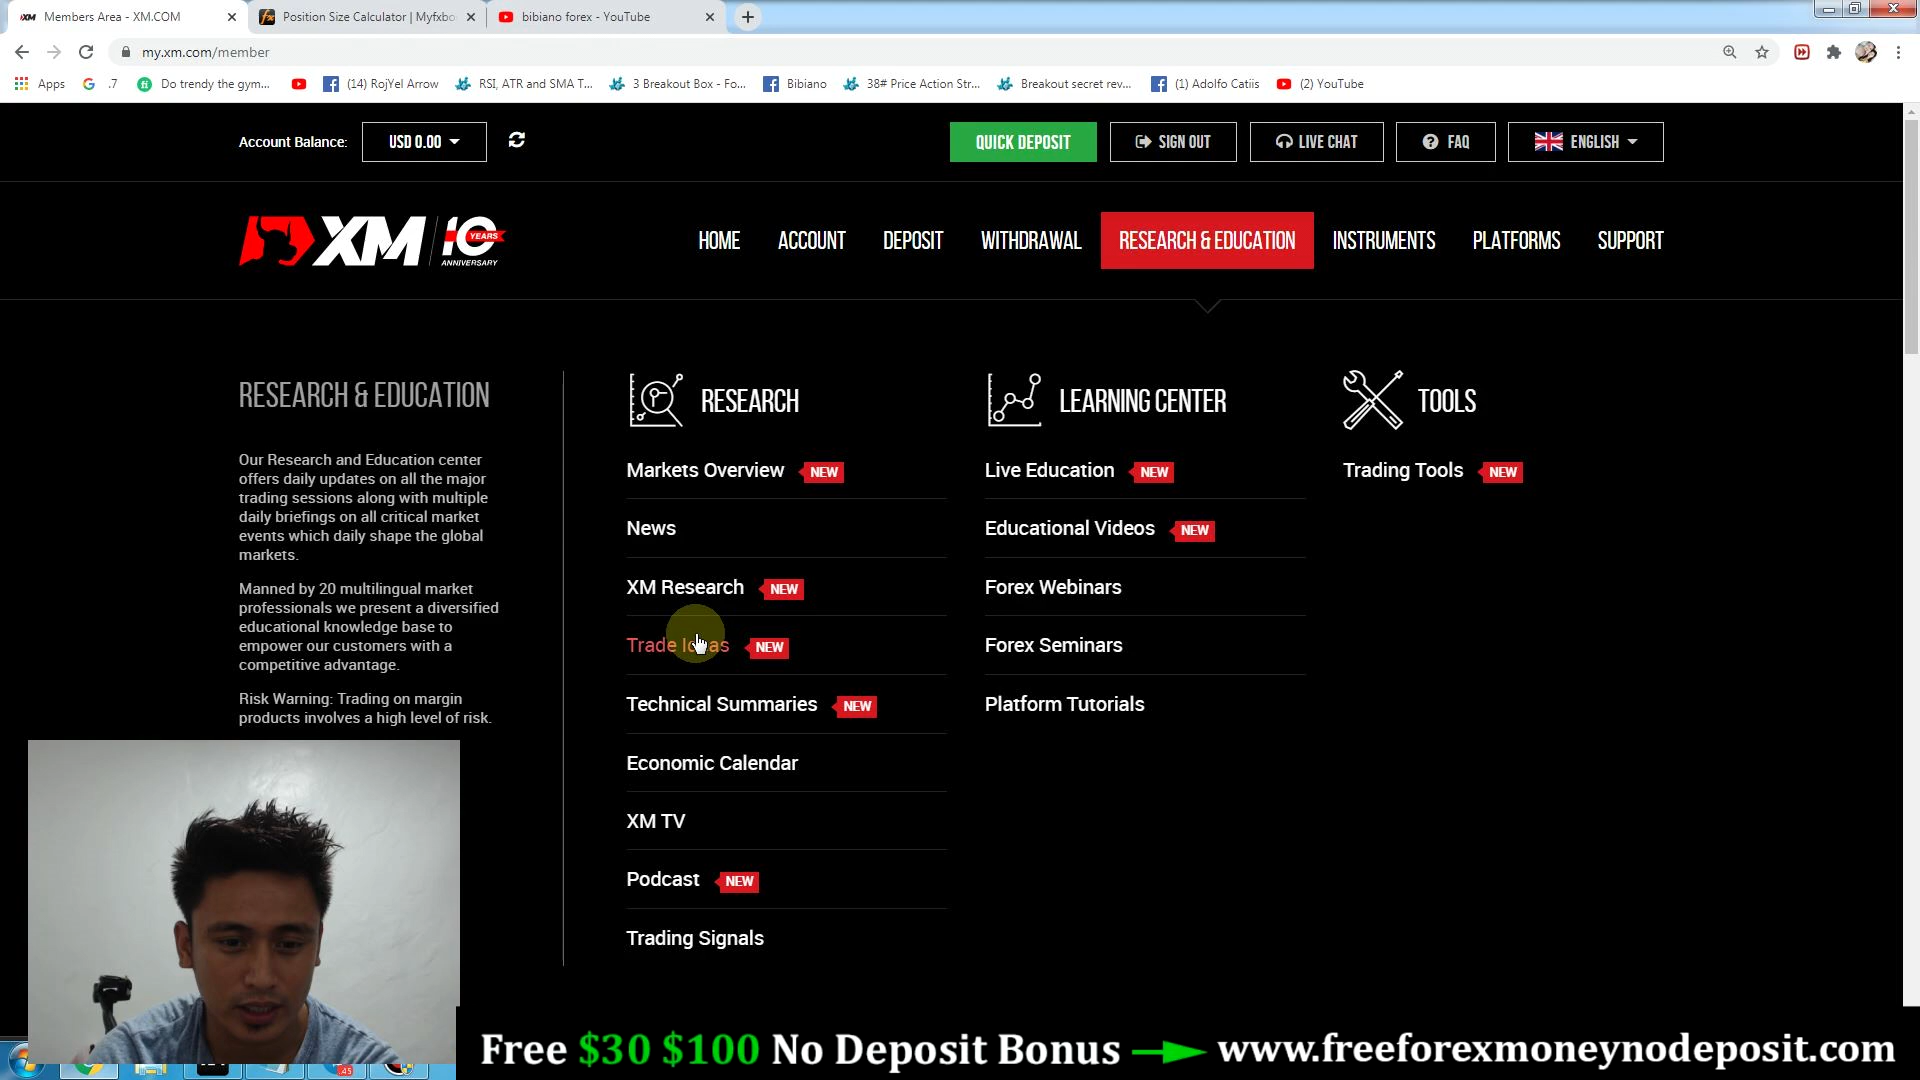 Members Area - XM.COM
Position Size Calculator | Myfxbo
bibiano forex - YouTube
my.xm.com/member
Apps
.7
Do trendy the gym...
(14) RojYel Arrow
RSI, ATR and SMA T...
3 Breakout Box - Fo...
Bibiano
38# Price Action Str...
Breakout secret rev...
(1) Adolfo Catiis
(2) YouTube
Account Balance:
USD 0.00
QUICK DEPOSIT
SIGN OUT
LIVE CHAT
FAQ
ENGLISH
XM
10
YEARS
ANNIVERSARY
HOME
ACCOUNT
DEPOSIT
WITHDRAWAL
RESEARCH & EDUCATION
INSTRUMENTS
PLATFORMS
SUPPORT
RESEARCH & EDUCATION
Our Research and Education center
offers daily updates on all the major
trading sessions along with multiple
daily briefings on all critical market
events which daily shape the global
markets.
Manned by 20 multilingual market
professionals we present a diversified
educational knowledge base to
empower our customers with a
competitive advantage.
Risk Warning: Trading on margin
products involves a high level of risk.
RESEARCH
Markets Overview NEW
News
XM Research NEW
Trade Ideas NEW
Technical Summaries NEW
Economic Calendar
XM TV
Podcast NEW
Trading Signals
LEARNING CENTER
Live Education NEW
Educational Videos NEW
Forex Webinars
Forex Seminars
Platform Tutorials
TOOLS
Trading Tools NEW
.45
Free $30 $100 No Deposit Bonus www.freeforexmoneynodeposit.com